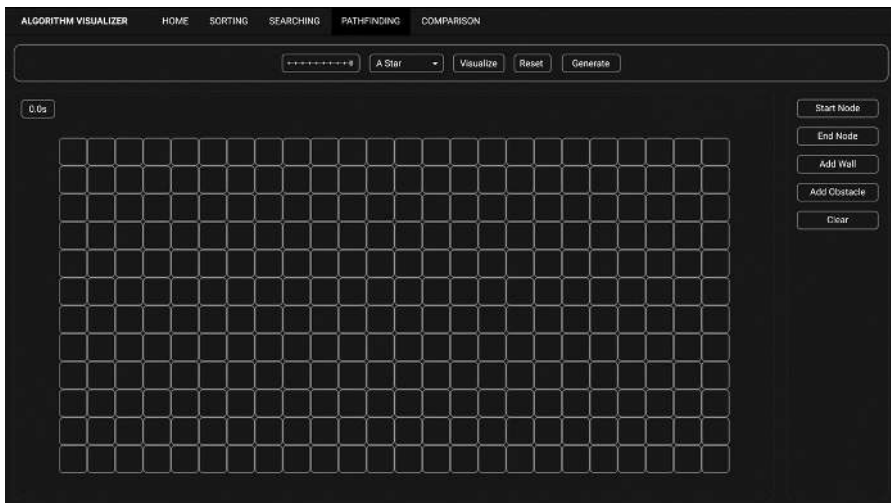 ALGORITHM VISUALIZER HOME SORTING SEARCHING PATHFINDING COMPARISON
A Star Visualize Reset Generate
0.0s
Start Node
End Node
Add Wall
Add Obstacle
Clear